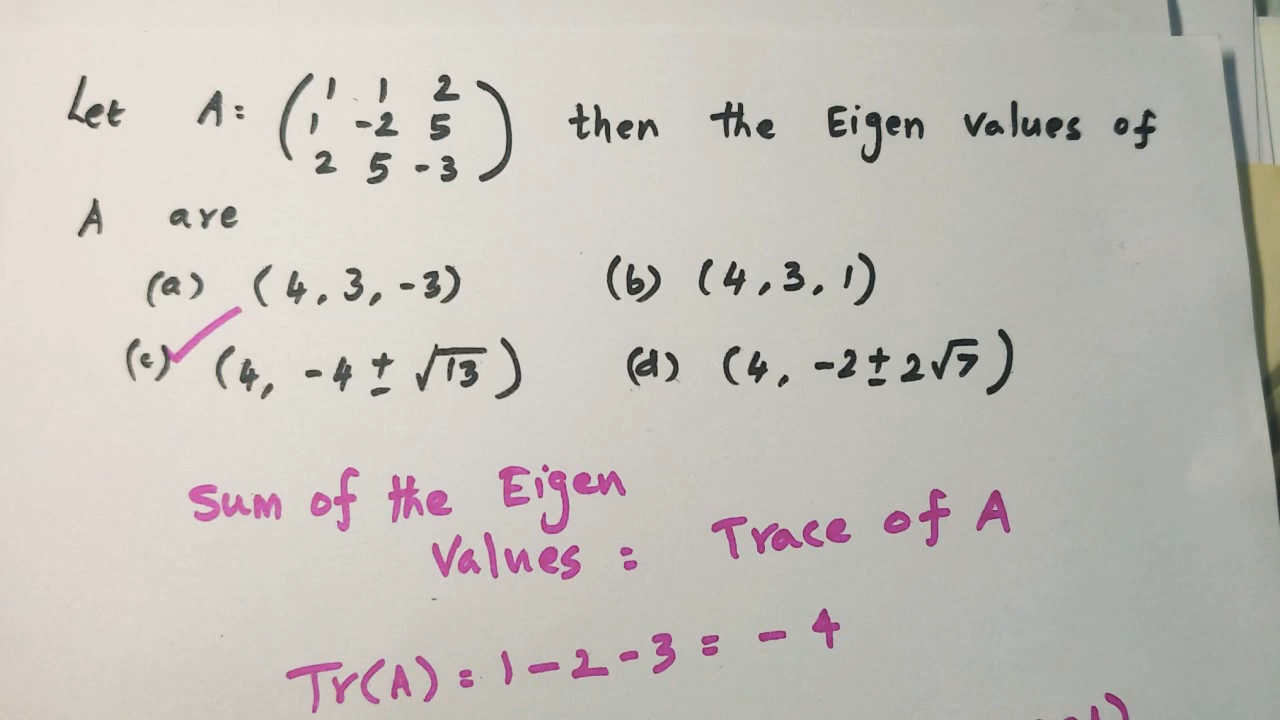 Let A = ( 1 1 2 then the Eigen values of
1 -2 5
2 5 -3 )
A are
(a) (4, 3, -3) (b) (4, 3, 1)
(c) ✓ (4, -4 ± √13) (d) (4, -2 ± 2√7)
Sum of the Eigen
Values = Trace of A
Tr(A) = 1 - 2 - 3 = - 4